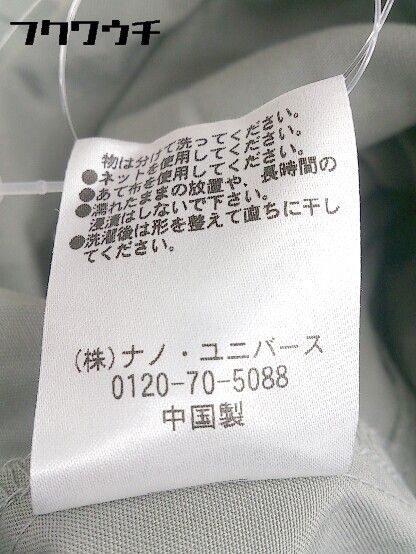 フクワウチ
物は分けて洗ってください。
●ネットを使用してください。
●あて布を使用してください。
●濡れたままの放置や、長時間の
浸漬はしないで下さい。
●洗濯後は形を整えて直ちに干し
てください。
(株)ナノ・ユニバース
0120-70-5088
中国製